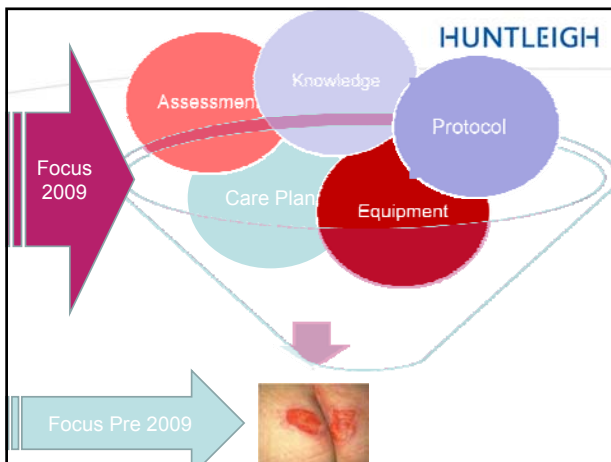 HUNTLEIGH
Knowledge
Assessment
Protocol
Focus
2009
Care Plan
Equipment
Focus Pre 2009